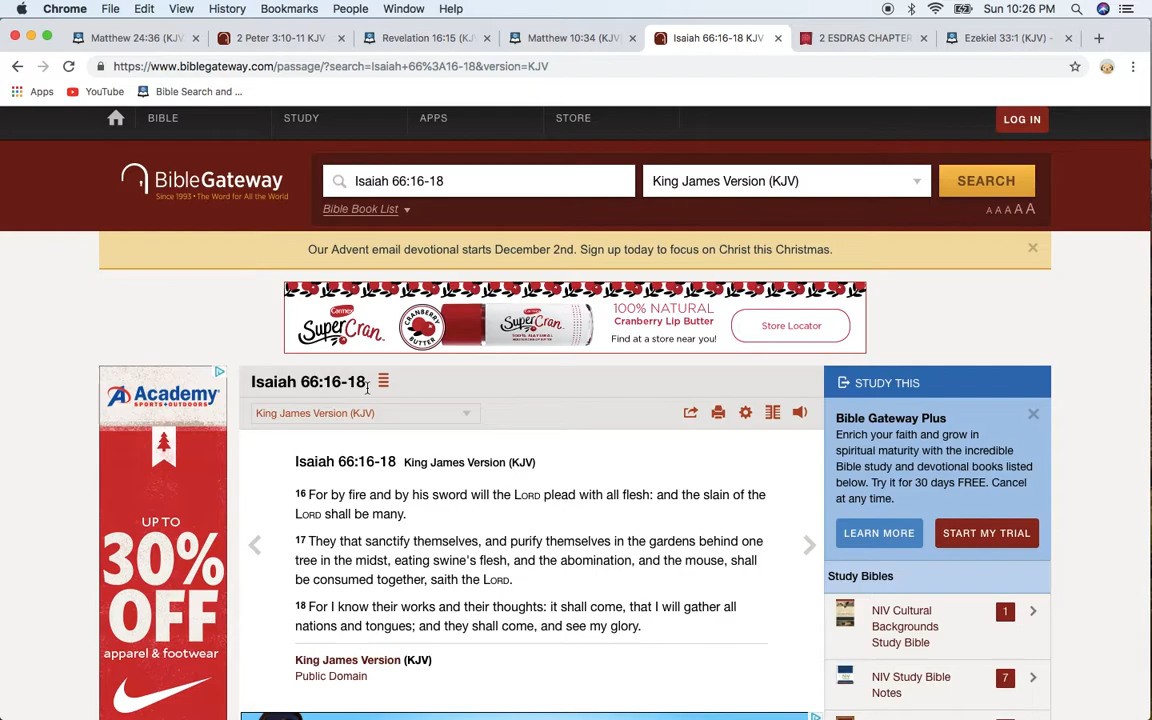 Chrome File Edit View History Bookmarks People Window Help Sun 10:26 PM
Matthew 24:36 (KJV × 2 Peter 3:10-11 KJV × Revelation 16:15 (KJV × Matthew 10:34 (KJV × Isaiah 66:16-18 KJV × 2 ESDRAS CHAPTER × Ezekiel 33:1 (KJV) - × +
https://www.biblegateway.com/passage/?search=Isaiah+66%3A16-18&version=KJV
Apps YouTube Bible Search and ...
BIBLE STUDY APPS STORE LOG IN
BibleGateway
Since 1993 • The Word for All the World
Isaiah 66:16-18 King James Version (KJV) SEARCH
Bible Book List A A A A A
Our Advent email devotional starts December 2nd. Sign up today to focus on Christ this Christmas. ×
Carmex
SUPERCRAN
CRANBERRY BUTTER
SuperCran
100% NATURAL
Cranberry Lip Butter
Find at a store near you!
Store Locator
Academy
SPORTS+OUTDOORS
UP TO
30%
OFF
apparel & footwear
Isaiah 66:16-18
King James Version (KJV)
Isaiah 66:16-18 King James Version (KJV)
16 For by fire and by his sword will the LORD plead with all flesh: and the slain of the
LORD shall be many.
17 They that sanctify themselves, and purify themselves in the gardens behind one
tree in the midst, eating swine's flesh, and the abomination, and the mouse, shall
be consumed together, saith the LORD.
18 For I know their works and their thoughts: it shall come, that I will gather all
nations and tongues; and they shall come, and see my glory.
King James Version (KJV)
Public Domain
STUDY THIS
Bible Gateway Plus ×
Enrich your faith and grow in
spiritual maturity with the incredible
Bible study and devotional books listed
below. Try it for 30 days FREE. Cancel
at any time.
LEARN MORE START MY TRIAL
Study Bibles
NIV Cultural
Backgrounds
Study Bible
1
NIV Study Bible
Notes
7